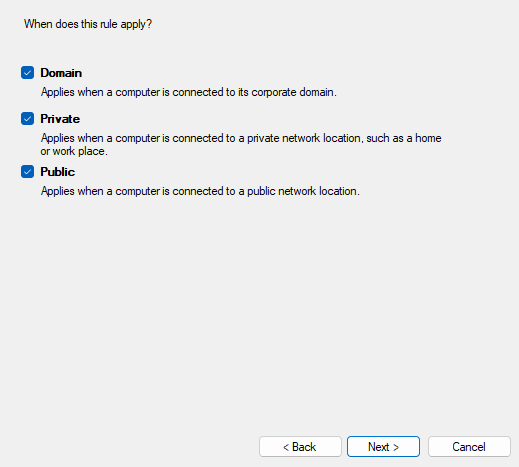 When does this rule apply?
Domain
Applies when a computer is connected to its corporate domain.
Private
Applies when a computer is connected to a private network location, such as a home
or work place.
Public
Applies when a computer is connected to a public network location.
< Back
Next >
Cancel